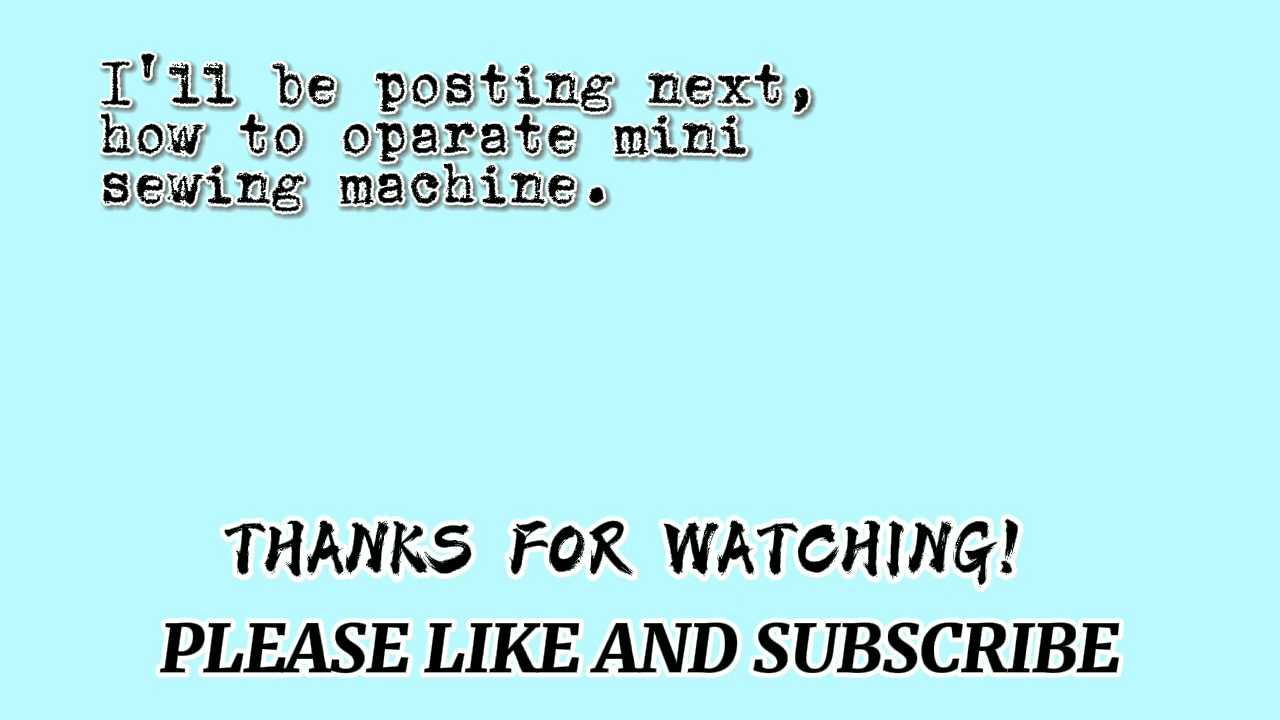 I'll be posting next,
how to oparate mini
sewing machine.
THANKS FOR WATCHING!
PLEASE LIKE AND SUBSCRIBE